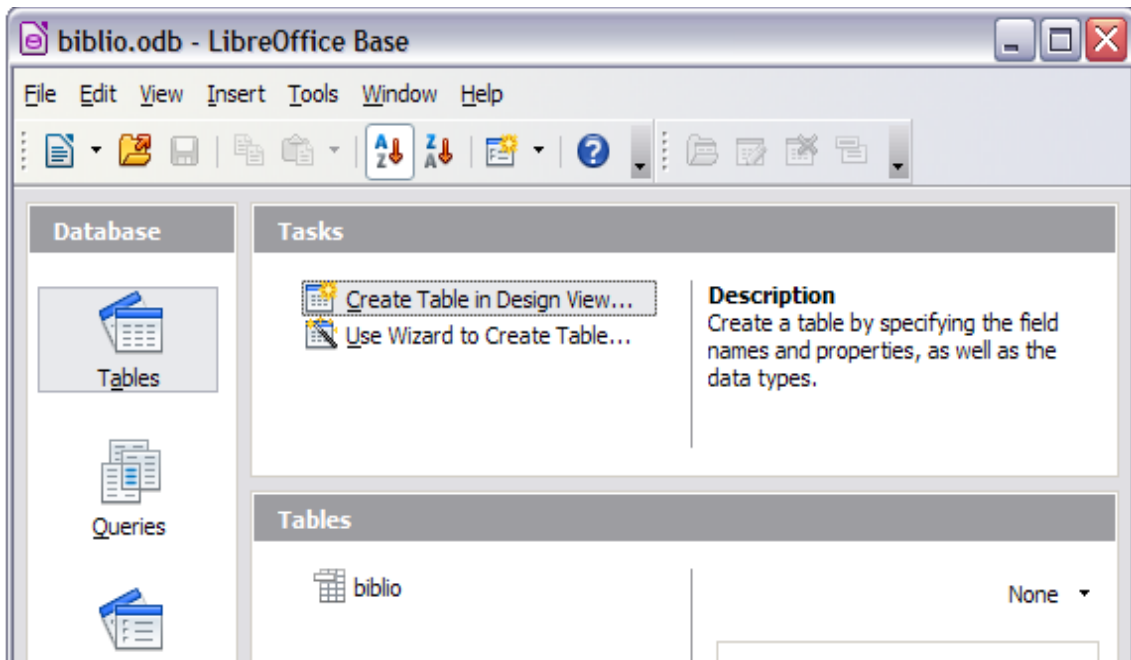 biblio.odb - LibreOffice Base
File Edit View Insert Tools Window Help
Database
Tables
Queries
Tasks
Create Table in Design View...
Use Wizard to Create Table...
Description
Create a table by specifying the field
names and properties, as well as the
data types.
Tables
biblio
None